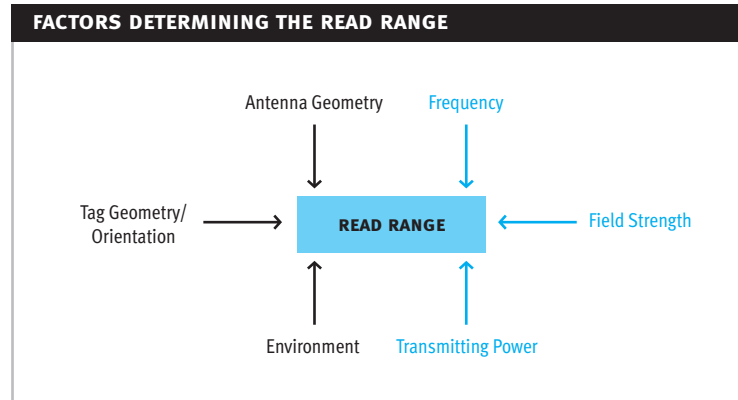 FACTORS DETERMINING THE READ RANGE
Antenna Geometry
Frequency
Tag Geometry/
Orientation
READ RANGE
Field Strength
Environment
Transmitting Power